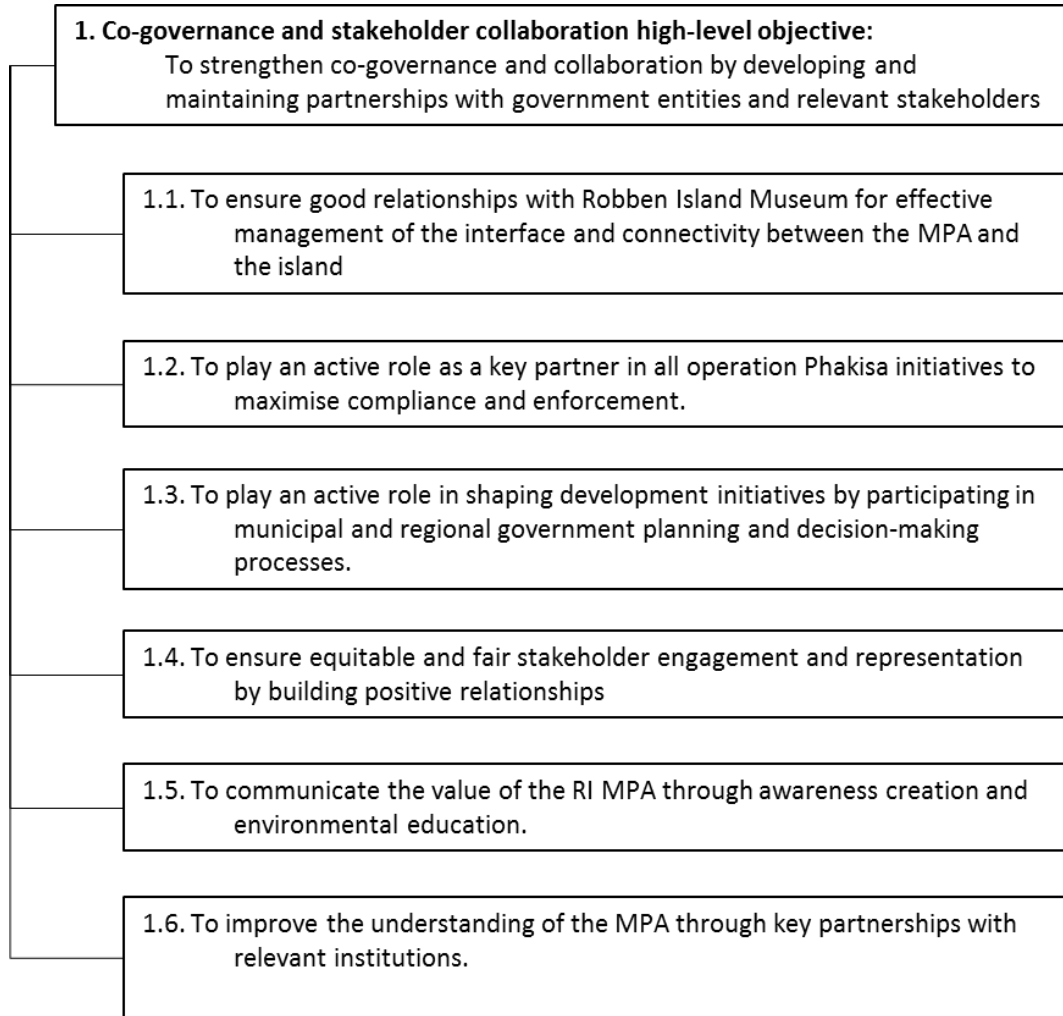 1. Co-governance and stakeholder collaboration high-level objective:
To strengthen co-governance and collaboration by developing and
maintaining partnerships with government entities and relevant stakeholders
1.1. To ensure good relationships with Robben Island Museum for effective
management of the interface and connectivity between the MPA and
the island
1.2. To play an active role as a key partner in all operation Phakisa initiatives to
maximise compliance and enforcement.
1.3. To play an active role in shaping development initiatives by participating in
municipal and regional government planning and decision-making
processes.
1.4. To ensure equitable and fair stakeholder engagement and representation
by building positive relationships
1.5. To communicate the value of the RI MPA through awareness creation and
environmental education.
1.6. To improve the understanding of the MPA through key partnerships with
relevant institutions.